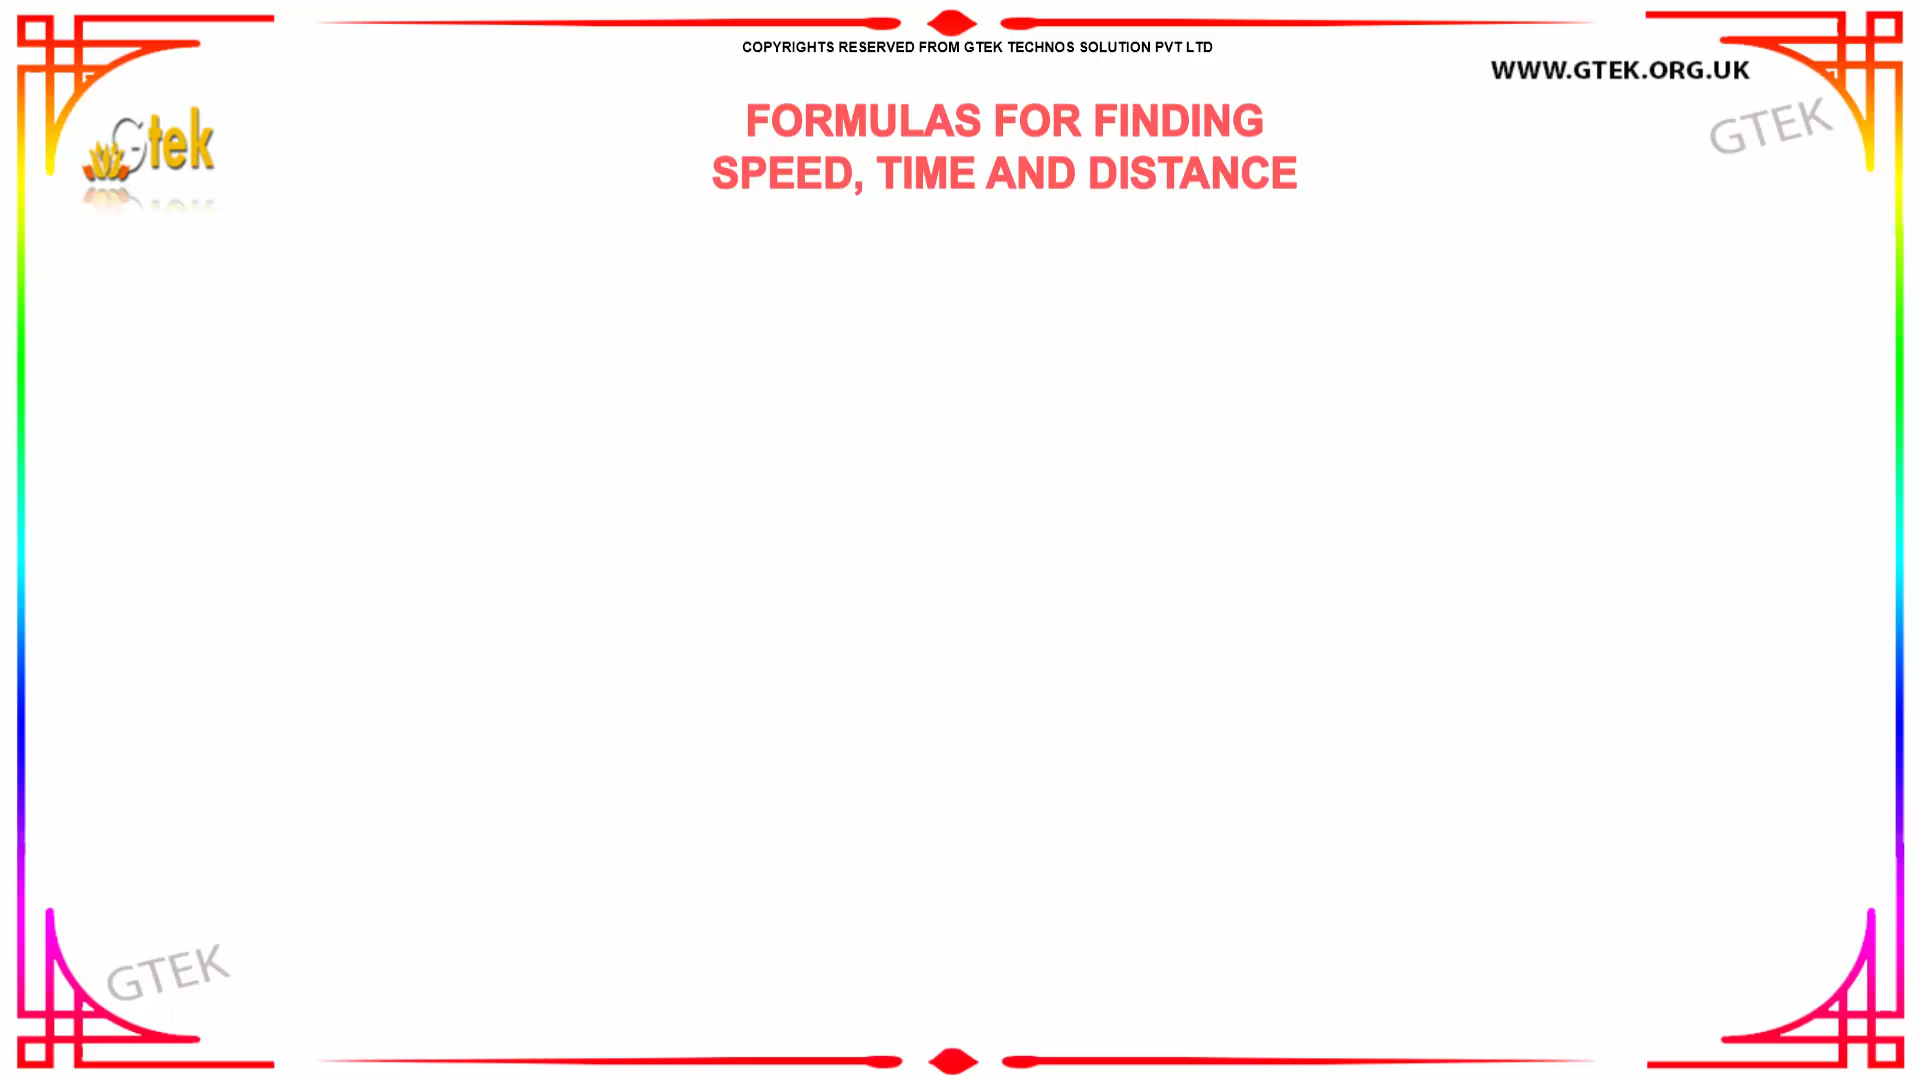 COPYRIGHTS RESERVED FROM GTEK TECHNOS SOLUTION PVT LTD
WWW.GTEK.ORG.UK
FORMULAS FOR FINDING
SPEED, TIME AND DISTANCE
GTEK
Gtek
GTEK